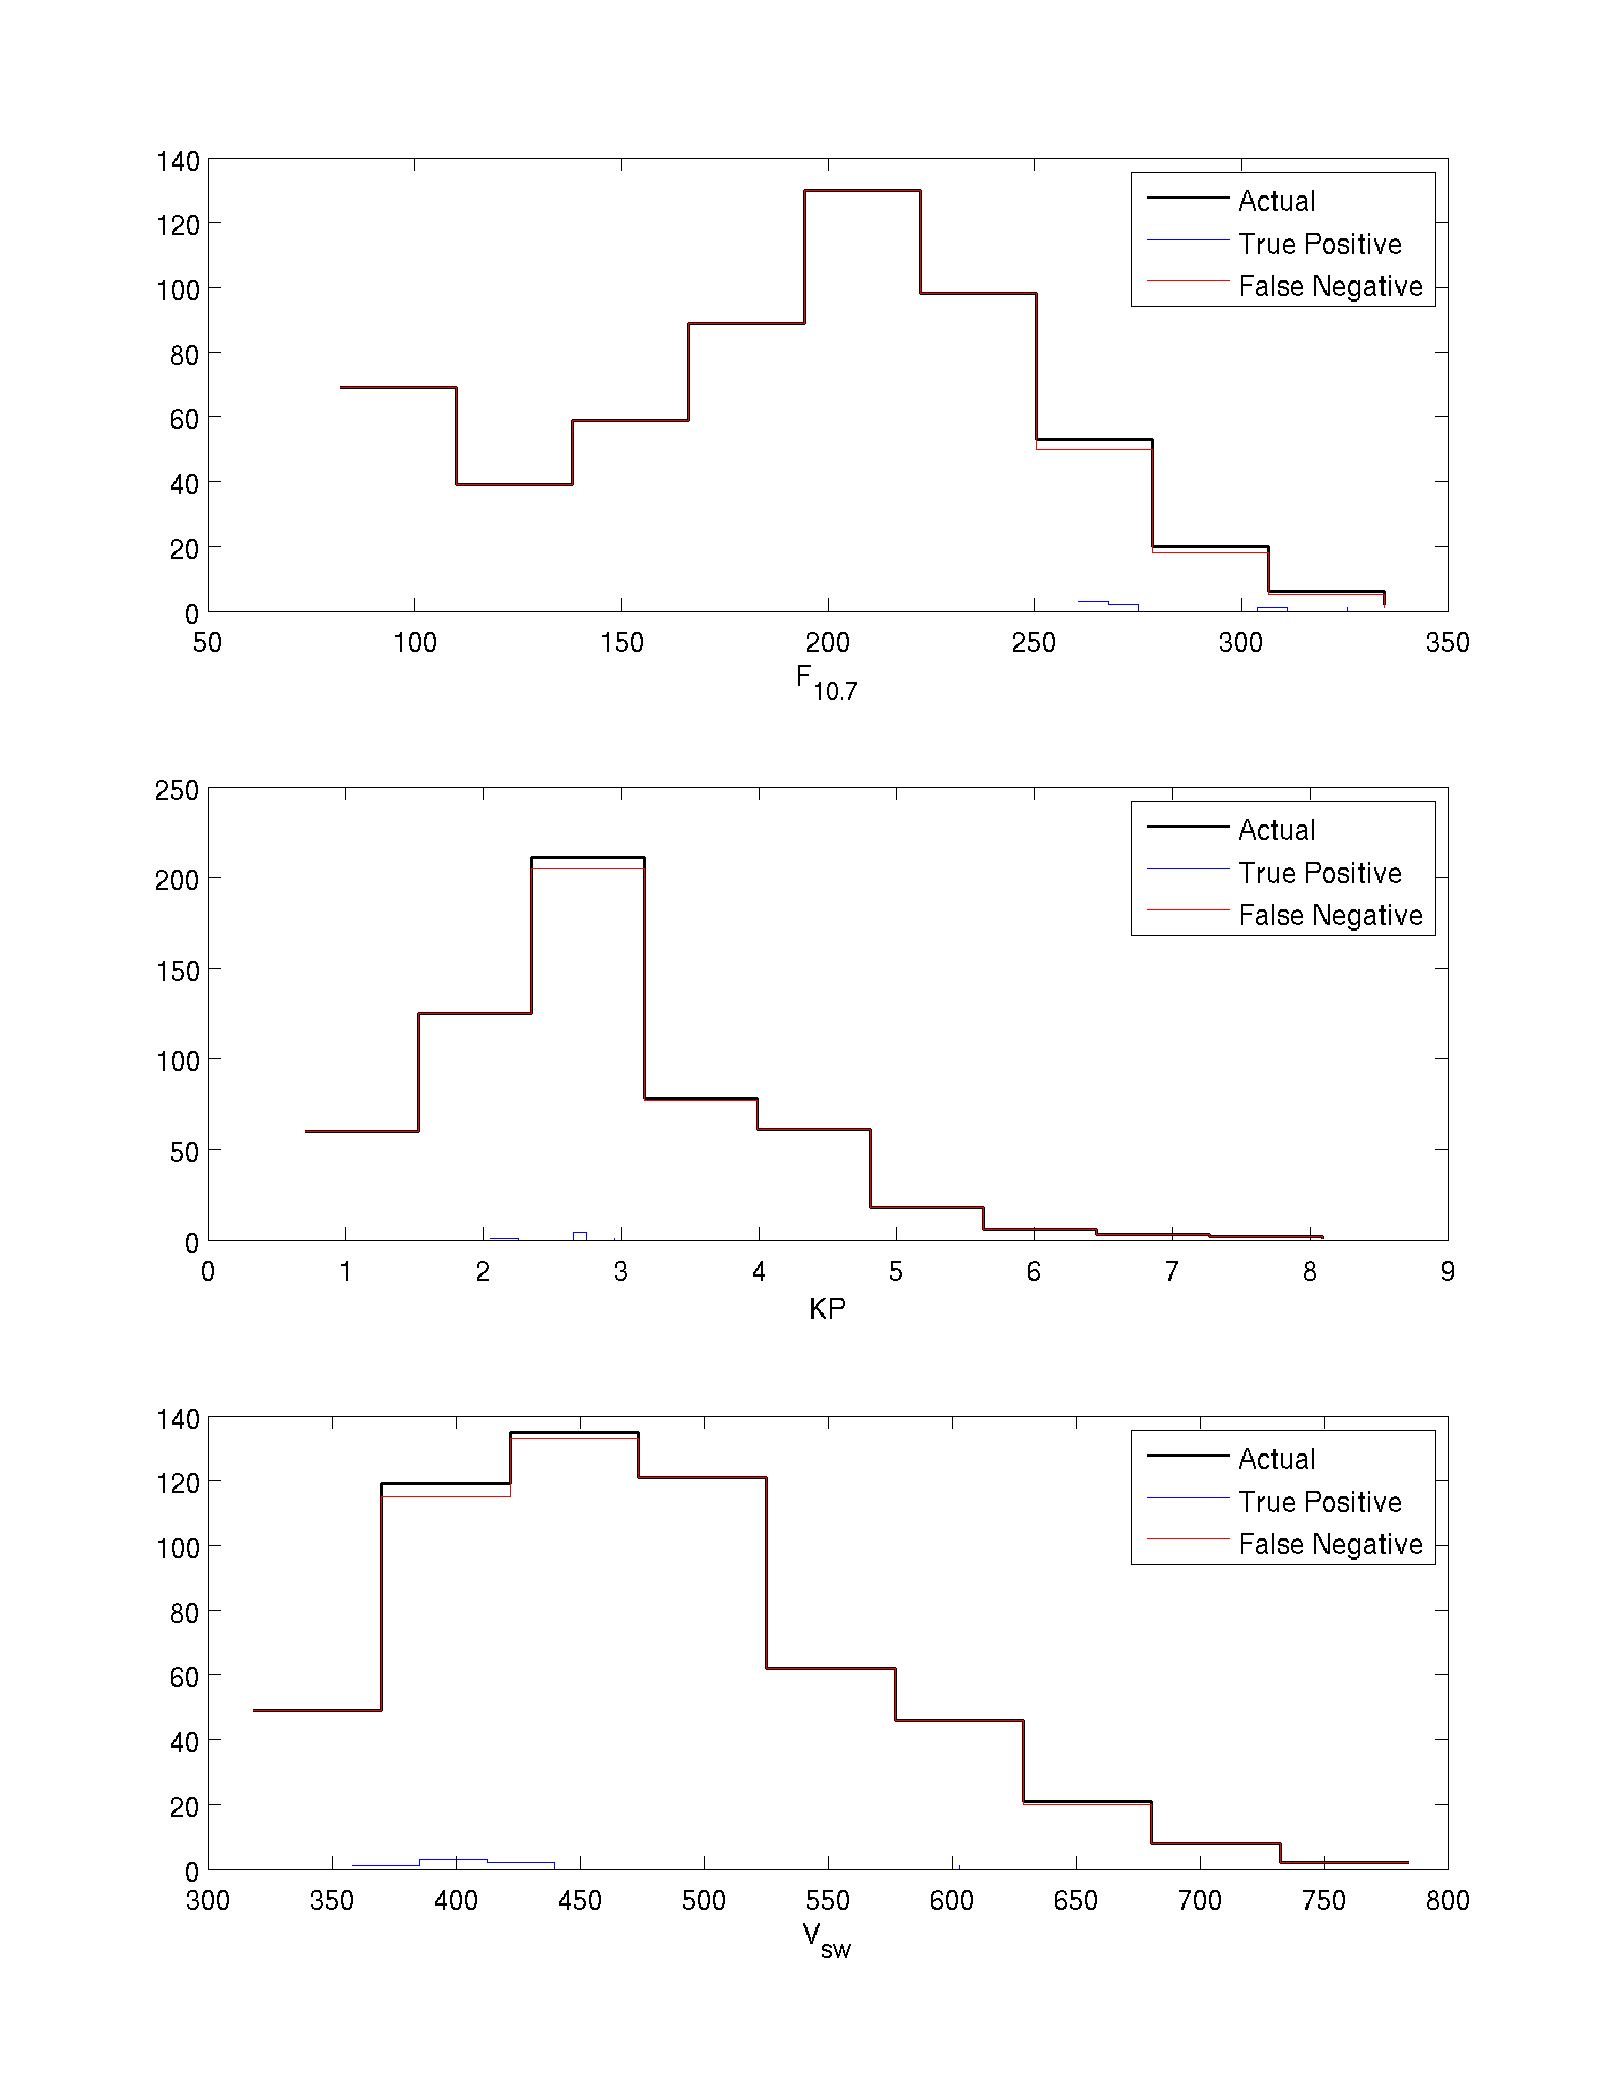 140
120
100
80
60
40
20
0
50 100 150 200 250 300 350
F10.7
Actual
True Positive
False Negative
250
200
150
100
50
0
0 1 2 3 4 5 6 7 8 9
KP
Actual
True Positive
False Negative
140
120
100
80
60
40
20
0
300 350 400 450 500 550 600 650 700 750 800
Vsw
Actual
True Positive
False Negative